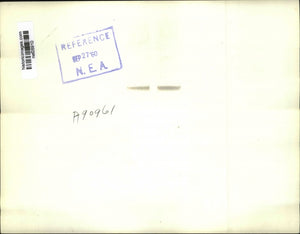 REFERENCE
SEP 27 '60
N. E. A.
A90961